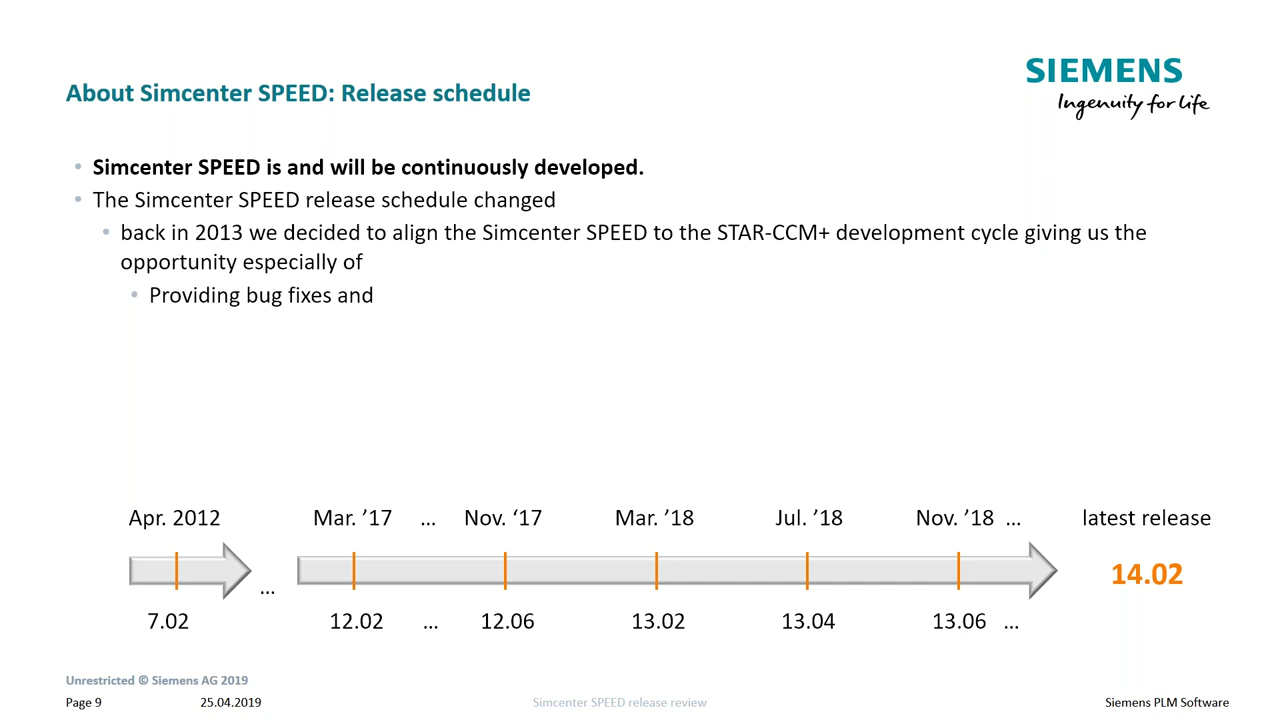 SIEMENS
Ingenuity for life
About Simcenter SPEED: Release schedule
• Simcenter SPEED is and will be continuously developed.
• The Simcenter SPEED release schedule changed
• back in 2013 we decided to align the Simcenter SPEED to the STAR-CCM+ development cycle giving us the
opportunity especially of
• Providing bug fixes and
Apr. 2012 Mar. ’17 … Nov. ‘17 Mar. ’18 Jul. ’18 Nov. ’18 … latest release
… 14.02
7.02 12.02 … 12.06 13.02 13.04 13.06 …
Unrestricted © Siemens AG 2019
Page 9 25.04.2019 Simcenter SPEED release review Siemens PLM Software